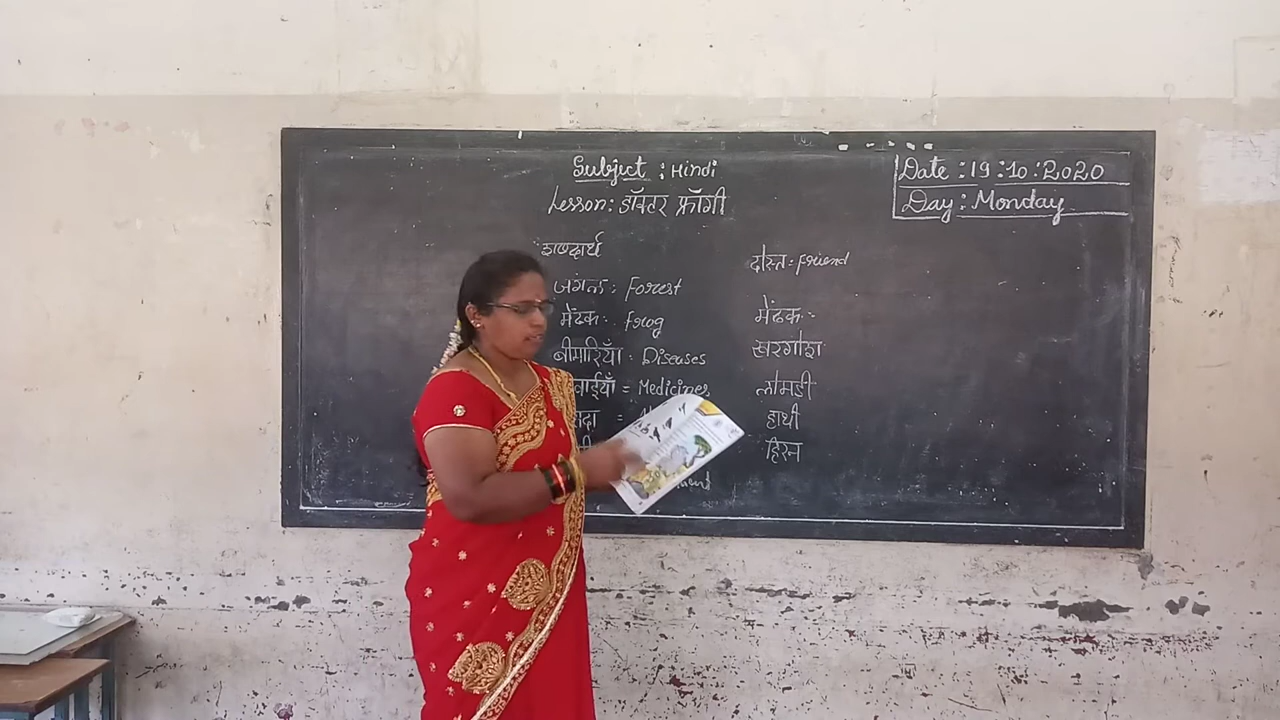 Subject : Hindi
Lesson: डॉक्टर फ्रॉगी
Date : 19 : 10 : 2020
Day : Monday
शब्दार्थ
जंगल : Forest
मेंढक : Frog
बीमारियाँ : Diseases
वाईयाँ = Medicines
दा =
दोस्त : Friend
मेंढक :
खरगोश
लोमडी
हाथी
हिरन